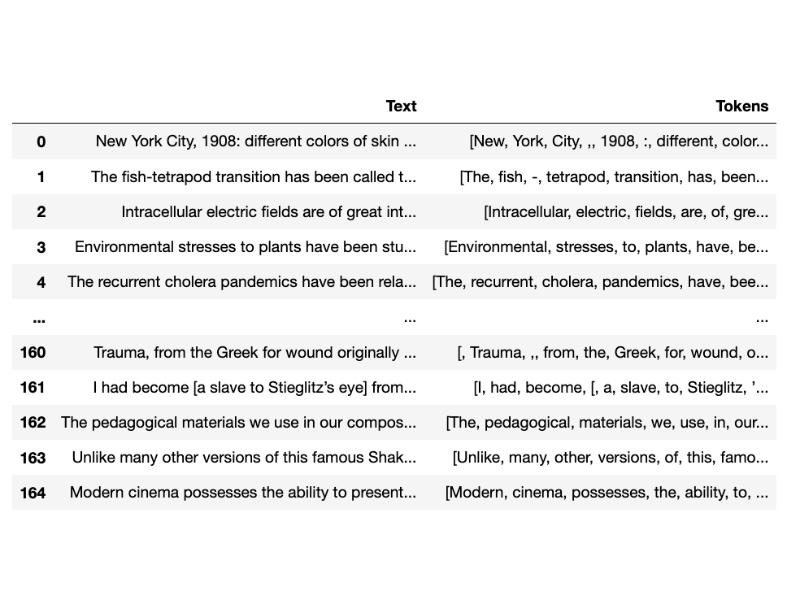 Text Tokens
0 New York City, 1908: different colors of skin ... [New, York, City, ,, 1908, :, different, color...
1 The fish-tetrapod transition has been called t... [The, fish, -, tetrapod, transition, has, been...
2 Intracellular electric fields are of great int... [Intracellular, electric, fields, are, of, gre...
3 Environmental stresses to plants have been stu... [Environmental, stresses, to, plants, have, be...
4 The recurrent cholera pandemics have been rela... [The, recurrent, cholera, pandemics, have, bee...
... ... ...
160 Trauma, from the Greek for wound originally ... [, Trauma, ,, from, the, Greek, for, wound, o...
161 I had become [a slave to Stieglitz’s eye] from... [I, had, become, [, a, slave, to, Stieglitz, ’...
162 The pedagogical materials we use in our compos... [The, pedagogical, materials, we, use, in, our...
163 Unlike many other versions of this famous Shak... [Unlike, many, other, versions, of, this, famo...
164 Modern cinema possesses the ability to present... [Modern, cinema, possesses, the, ability, to, ...